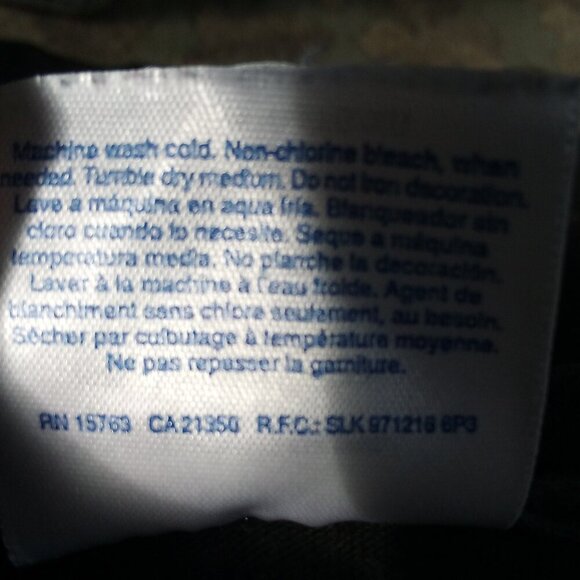 Machine wash cold. Non-chlorine bleach, when
needed. Tumble dry medium. Do not iron decoration.
Lave a máquina en aqua fría. Blanqueador sin
cloro cuando lo necesite. Seque a máquina
temperatura media. No planche la decoración.
Laver à la machine à l'eau froide. Agent de
blanchiment sans chlore seulement, au besoin.
Sécher par culbutage à température moyenne.
Ne pas repasser la garniture.
RN 15763 CA 21350 R.F.C.: SLK 971216 6P3